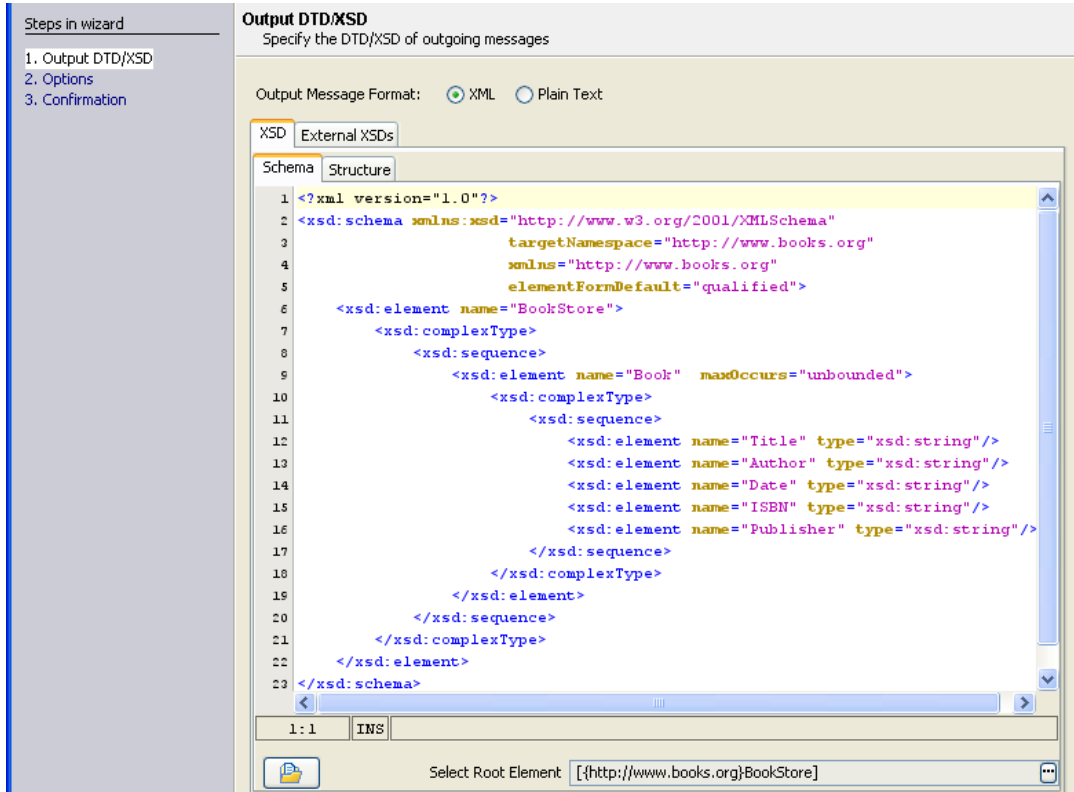 Steps in wizard
1. Output DTD/XSD
2. Options
3. Confirmation
Output DTD/XSD
Specify the DTD/XSD of outgoing messages
Output Message Format: XML Plain Text
XSD External XSDs
Schema Structure
1 <?xml version="1.0"?>
2 <xsd:schema xmlns:xsd="http://www.w3.org/2001/XMLSchema"
3 targetNamespace="http://www.books.org"
4 xmlns="http://www.books.org"
5 elementFormDefault="qualified">
6 <xsd:element name="BookStore">
7 <xsd:complexType>
8 <xsd:sequence>
9 <xsd:element name="Book" maxOccurs="unbounded">
10 <xsd:complexType>
11 <xsd:sequence>
12 <xsd:element name="Title" type="xsd:string"/>
13 <xsd:element name="Author" type="xsd:string"/>
14 <xsd:element name="Date" type="xsd:string"/>
15 <xsd:element name="ISBN" type="xsd:string"/>
16 <xsd:element name="Publisher" type="xsd:string"/>
17 </xsd:sequence>
18 </xsd:complexType>
19 </xsd:element>
20 </xsd:sequence>
21 </xsd:complexType>
22 </xsd:element>
23 </xsd:schema>
1:1 INS
Select Root Element [{http://www.books.org}BookStore]